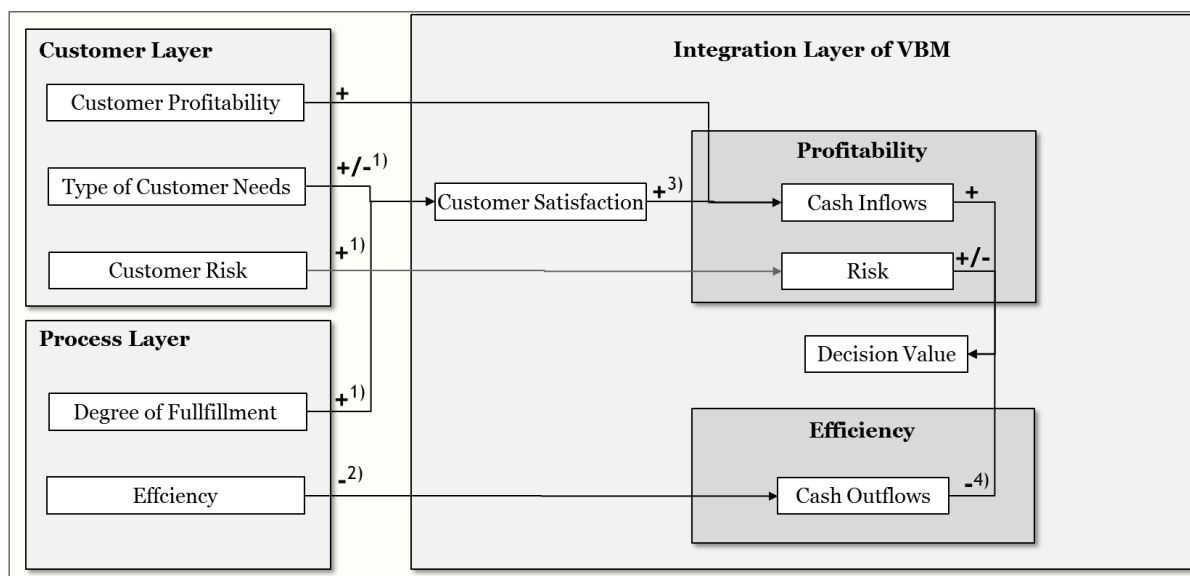 Customer Layer
Integration Layer of VBM
Customer Profitability
+
Profitability
Type of Customer Needs
+/-1)
Customer Satisfaction
+3)
Cash Inflows
+
Customer Risk
+1)
Risk
+/-
Process Layer
Decision Value
Degree of Fullfillment
+1)
Efficiency
Effciency
-2)
Cash Outflows
-4)